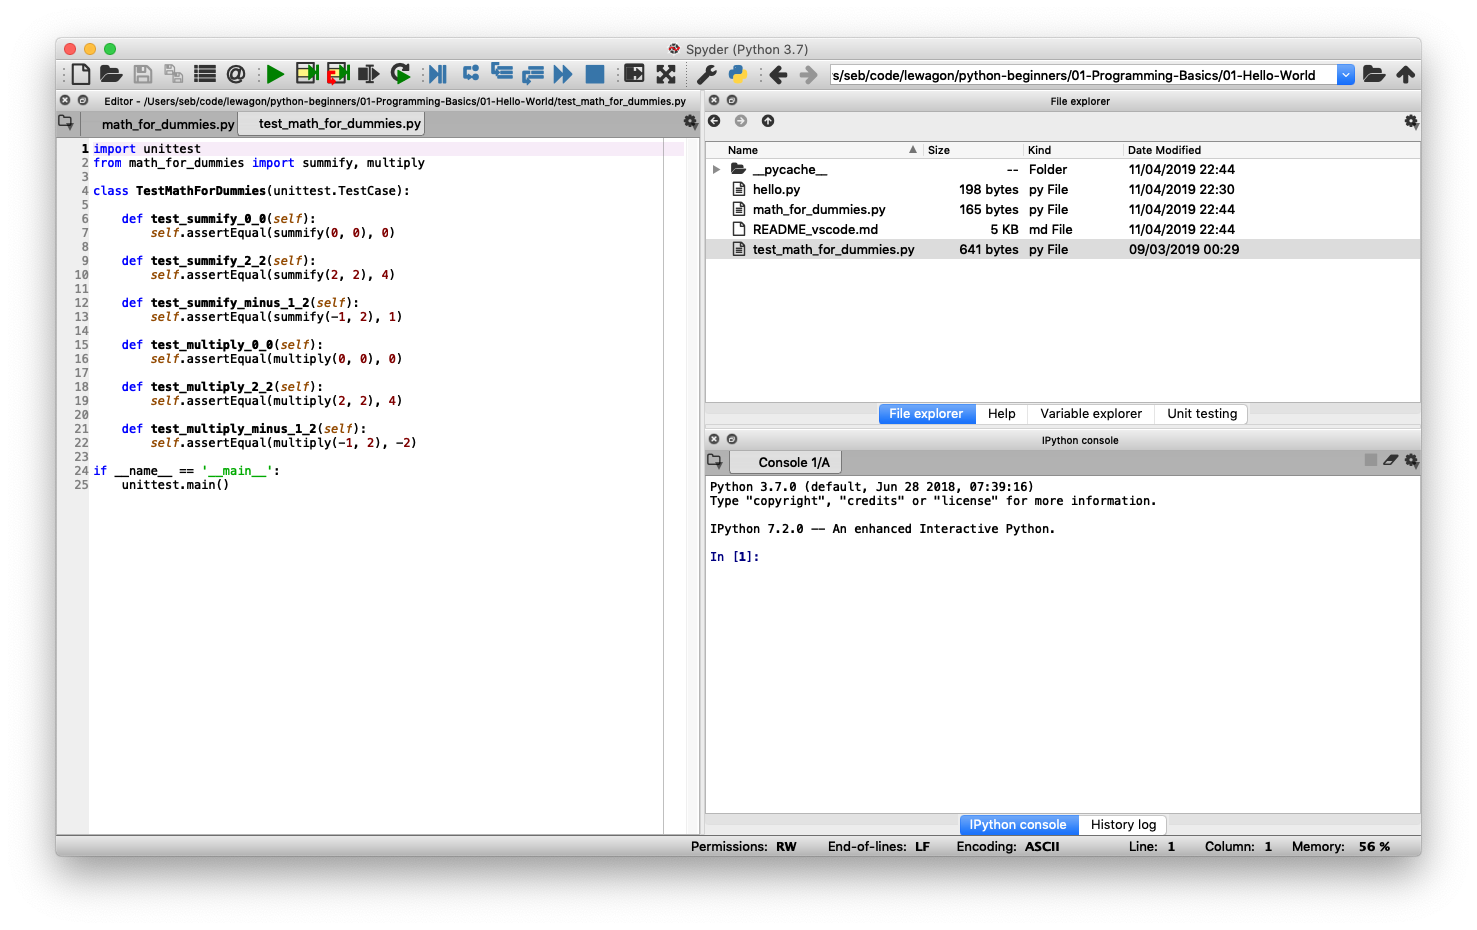 Spyder (Python 3.7)
s/seb/code/lewagon/python-beginners/01-Programming-Basics/01-Hello-World
Editor - /Users/seb/code/lewagon/python-beginners/01-Programming-Basics/01-Hello-World/test_math_for_dummies.py
math_for_dummies.py test_math_for_dummies.py
1 import unittest
2 from math_for_dummies import summify, multiply
3
4 class TestMathForDummies(unittest.TestCase):
5
6     def test_summify_0_0(self):
7         self.assertEqual(summify(0, 0), 0)
8
9     def test_summify_2_2(self):
10         self.assertEqual(summify(2, 2), 4)
11
12     def test_summify_minus_1_2(self):
13         self.assertEqual(summify(-1, 2), 1)
14
15     def test_multiply_0_0(self):
16         self.assertEqual(multiply(0, 0), 0)
17
18     def test_multiply_2_2(self):
19         self.assertEqual(multiply(2, 2), 4)
20
21     def test_multiply_minus_1_2(self):
22         self.assertEqual(multiply(-1, 2), -2)
23
24 if __name__ == '__main__':
25     unittest.main()
File explorer
Name Size Kind Date Modified
__pycache__ -- Folder 11/04/2019 22:44
hello.py 198 bytes py File 11/04/2019 22:30
math_for_dummies.py 165 bytes py File 11/04/2019 22:44
README_vscode.md 5 KB md File 11/04/2019 22:44
test_math_for_dummies.py 641 bytes py File 09/03/2019 00:29
File explorer Help Variable explorer Unit testing
IPython console
Console 1/A
Python 3.7.0 (default, Jun 28 2018, 07:39:16)
Type "copyright", "credits" or "license" for more information.
IPython 7.2.0 -- An enhanced Interactive Python.
In [1]:
IPython console History log
Permissions: RW End-of-lines: LF Encoding: ASCII Line: 1 Column: 1 Memory: 56 %